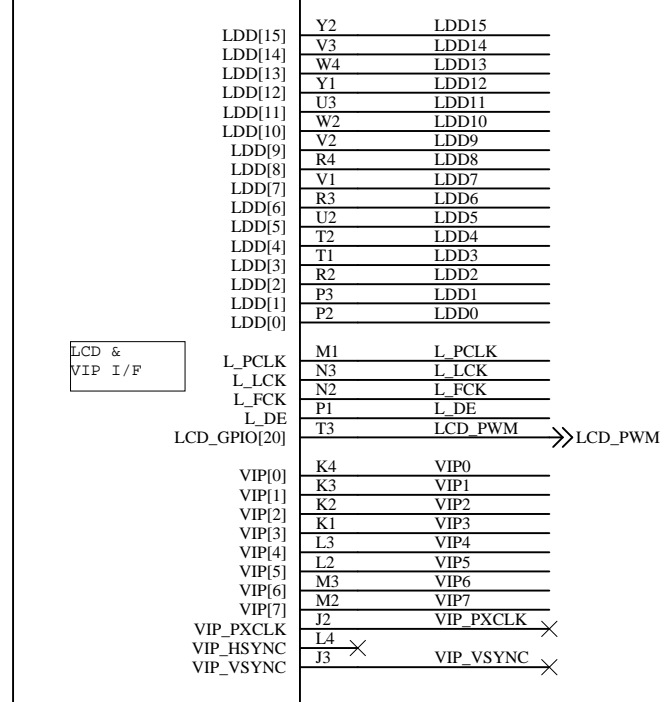 LDD[15] Y2 LDD15
LDD[14] V3 LDD14
LDD[13] W4 LDD13
LDD[12] Y1 LDD12
LDD[11] U3 LDD11
LDD[10] W2 LDD10
LDD[9] V2 LDD9
LDD[8] R4 LDD8
LDD[7] V1 LDD7
LDD[6] R3 LDD6
LDD[5] U2 LDD5
LDD[4] T2 LDD4
LDD[3] T1 LDD3
LDD[2] R2 LDD2
LDD[1] P3 LDD1
LDD[0] P2 LDD0
LCD &
VIP I/F
L_PCLK M1 L_PCLK
L_LCK N3 L_LCK
L_FCK N2 L_FCK
L_DE P1 L_DE
LCD_GPIO[20] T3 LCD_PWM LCD_PWM
VIP[0] K4 VIP0
VIP[1] K3 VIP1
VIP[2] K2 VIP2
VIP[3] K1 VIP3
VIP[4] L3 VIP4
VIP[5] L2 VIP5
VIP[6] M3 VIP6
VIP[7] M2 VIP7
VIP_PXCLK J2 VIP_PXCLK
VIP_HSYNC L4
VIP_VSYNC J3 VIP_VSYNC